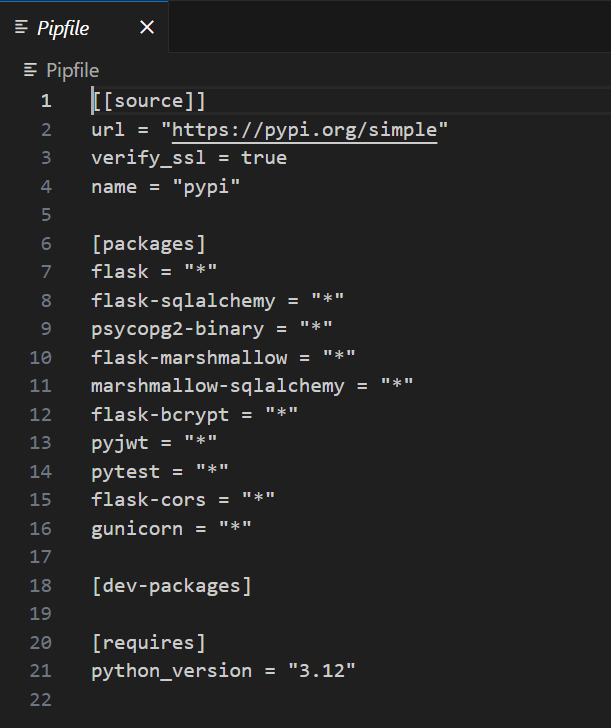 Pipfile
Pipfile
1 [[source]]
2 url = "https://pypi.org/simple"
3 verify_ssl = true
4 name = "pypi"
5
6 [packages]
7 flask = "*"
8 flask-sqlalchemy = "*"
9 psycopg2-binary = "*"
10 flask-marshmallow = "*"
11 marshmallow-sqlalchemy = "*"
12 flask-bcrypt = "*"
13 pyjwt = "*"
14 pytest = "*"
15 flask-cors = "*"
16 gunicorn = "*"
17
18 [dev-packages]
19
20 [requires]
21 python_version = "3.12"
22